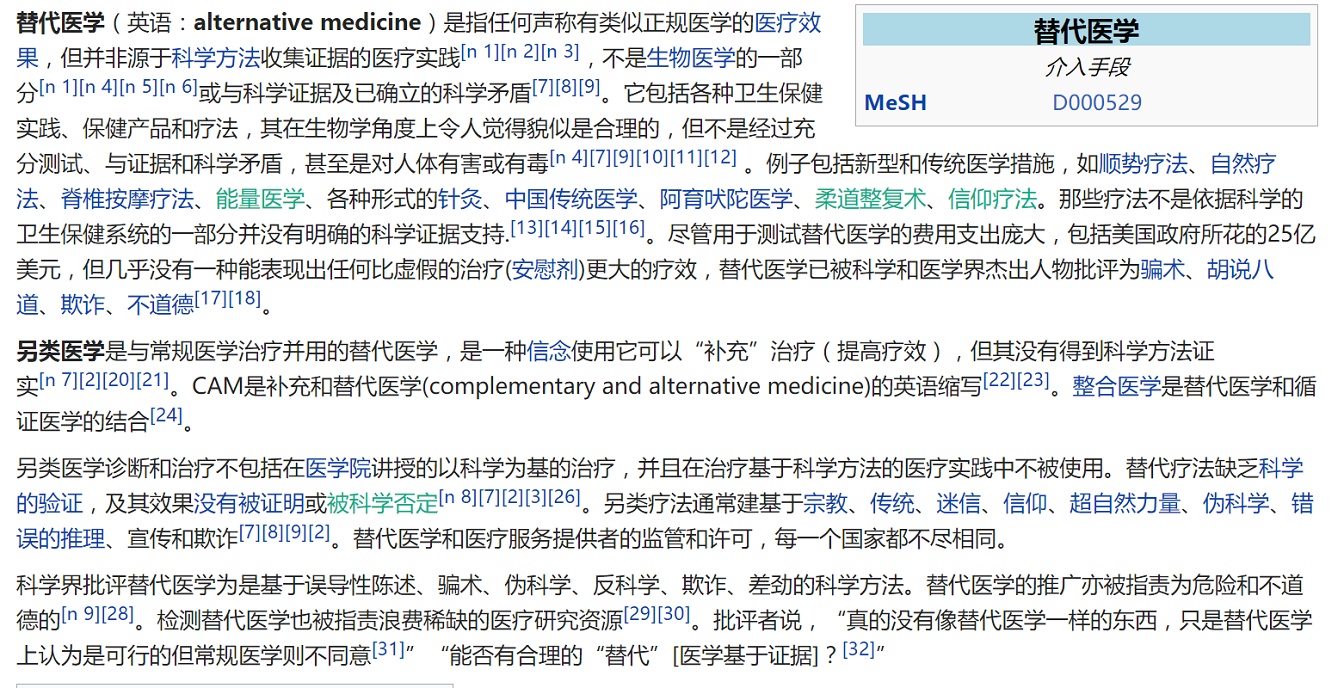 替代医学（英语：alternative medicine）是指任何声称有类似正规医学的医疗效
果，但并非源于科学方法收集证据的医疗实践[n 1][n 2][n 3]，不是生物医学的一部
分[n 1][n 4][n 5][n 6]或与科学证据及已确立的科学矛盾[7][8][9]。它包括各种卫生保健
实践、保健产品和疗法，其在生物学角度上令人觉得貌似是合理的，但不是经过充
分测试、与证据和科学矛盾，甚至是对人体有害或有毒[n 4][7][9][10][11][12] 。例子包括新型和传统医学措施，如顺势疗法、自然疗
法、脊椎按摩疗法、能量医学、各种形式的针灸、中国传统医学、阿育吠陀医学、柔道整复术、信仰疗法。那些疗法不是依据科学的
卫生保健系统的一部分并没有明确的科学证据支持.[13][14][15][16]。尽管用于测试替代医学的费用支出庞大，包括美国政府所花的25亿
美元，但几乎没有一种能表现出任何比虚假的治疗(安慰剂)更大的疗效，替代医学已被科学和医学界杰出人物批评为骗术、胡说八
道、欺诈、不道德[17][18]。
替代医学
介入手段
MeSH D000529
另类医学是与常规医学治疗并用的替代医学，是一种信念使用它可以“补充”治疗（提高疗效），但其没有得到科学方法证
实[n 7][2][20][21]。CAM是补充和替代医学(complementary and alternative medicine)的英语缩写[22][23]。整合医学是替代医学和循
证医学的结合[24]。
另类医学诊断和治疗不包括在医学院讲授的以科学为基的治疗，并且在治疗基于科学方法的医疗实践中不被使用。替代疗法缺乏科学
的验证，及其效果没有被证明或被科学否定[n 8][7][2][3][26]。另类疗法通常建基于宗教、传统、迷信、信仰、超自然力量、伪科学、错
误的推理、宣传和欺诈[7][8][9][2]。替代医学和医疗服务提供者的监管和许可，每一个国家都不尽相同。
科学界批评替代医学为是基于误导性陈述、骗术、伪科学、反科学、欺诈、差劲的科学方法。替代医学的推广亦被指责为危险和不道
德的[n 9][28]。检测替代医学也被指责浪费稀缺的医疗研究资源[29][30]。批评者说，“真的没有像替代医学一样的东西，只是替代医学
上认为是可行的但常规医学则不同意[31]” “能否有合理的“替代”[医学基于证据]？[32]”